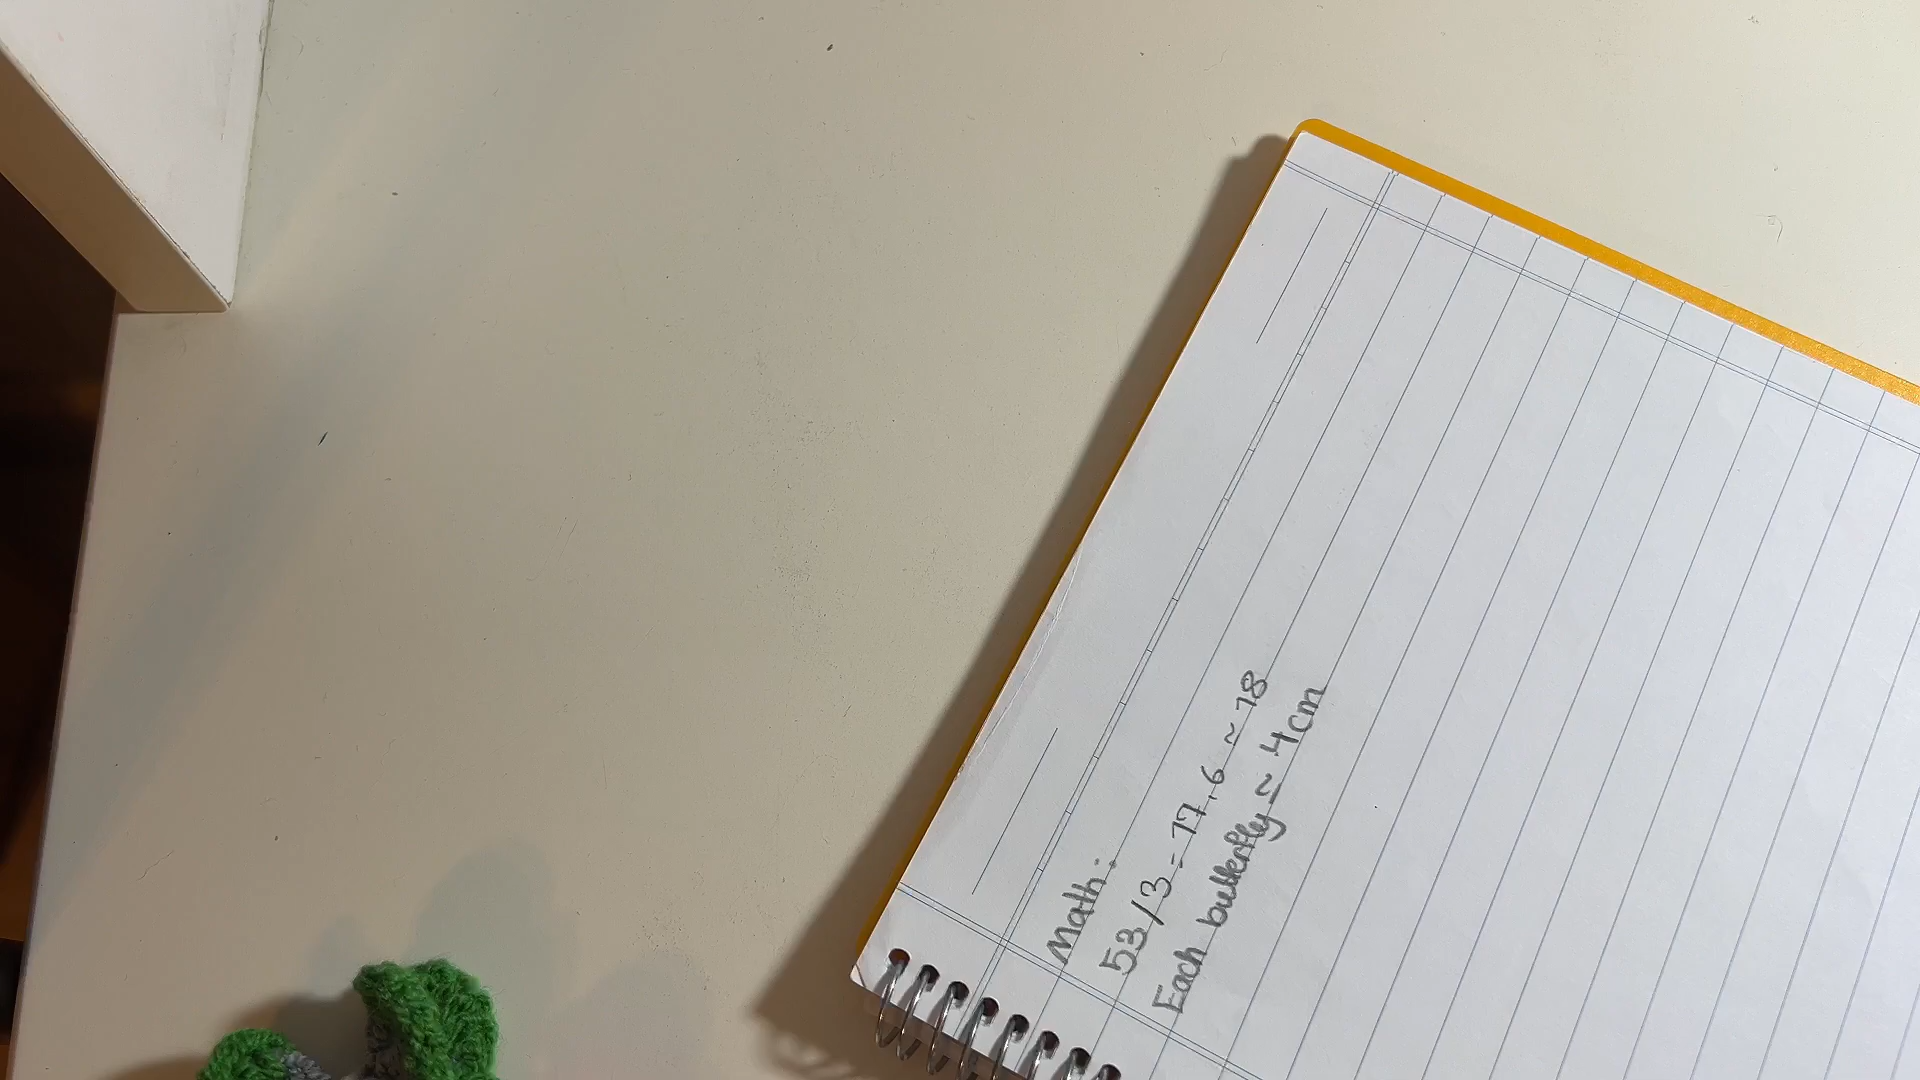 Math:
53/3 = 17,6 ~ 18
Each butterfly ≃ 4cm